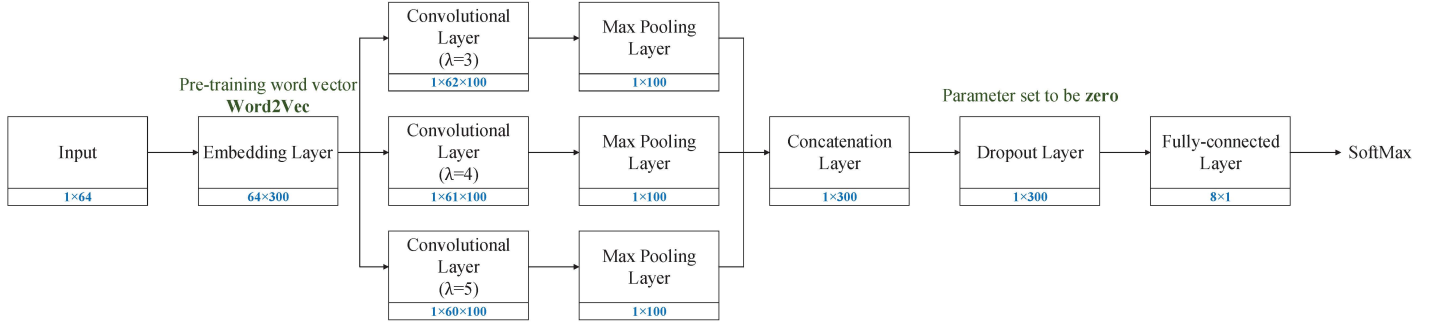 Input
1×64
Pre-training word vector
Word2Vec
Embedding Layer
64×300
Convolutional
Layer
(λ=3)
1×62×100
Max Pooling
Layer
1×100
Convolutional
Layer
(λ=4)
1×61×100
Max Pooling
Layer
1×100
Convolutional
Layer
(λ=5)
1×60×100
Max Pooling
Layer
1×100
Concatenation
Layer
1×300
Parameter set to be zero
Dropout Layer
1×300
Fully-connected
Layer
8×1
SoftMax